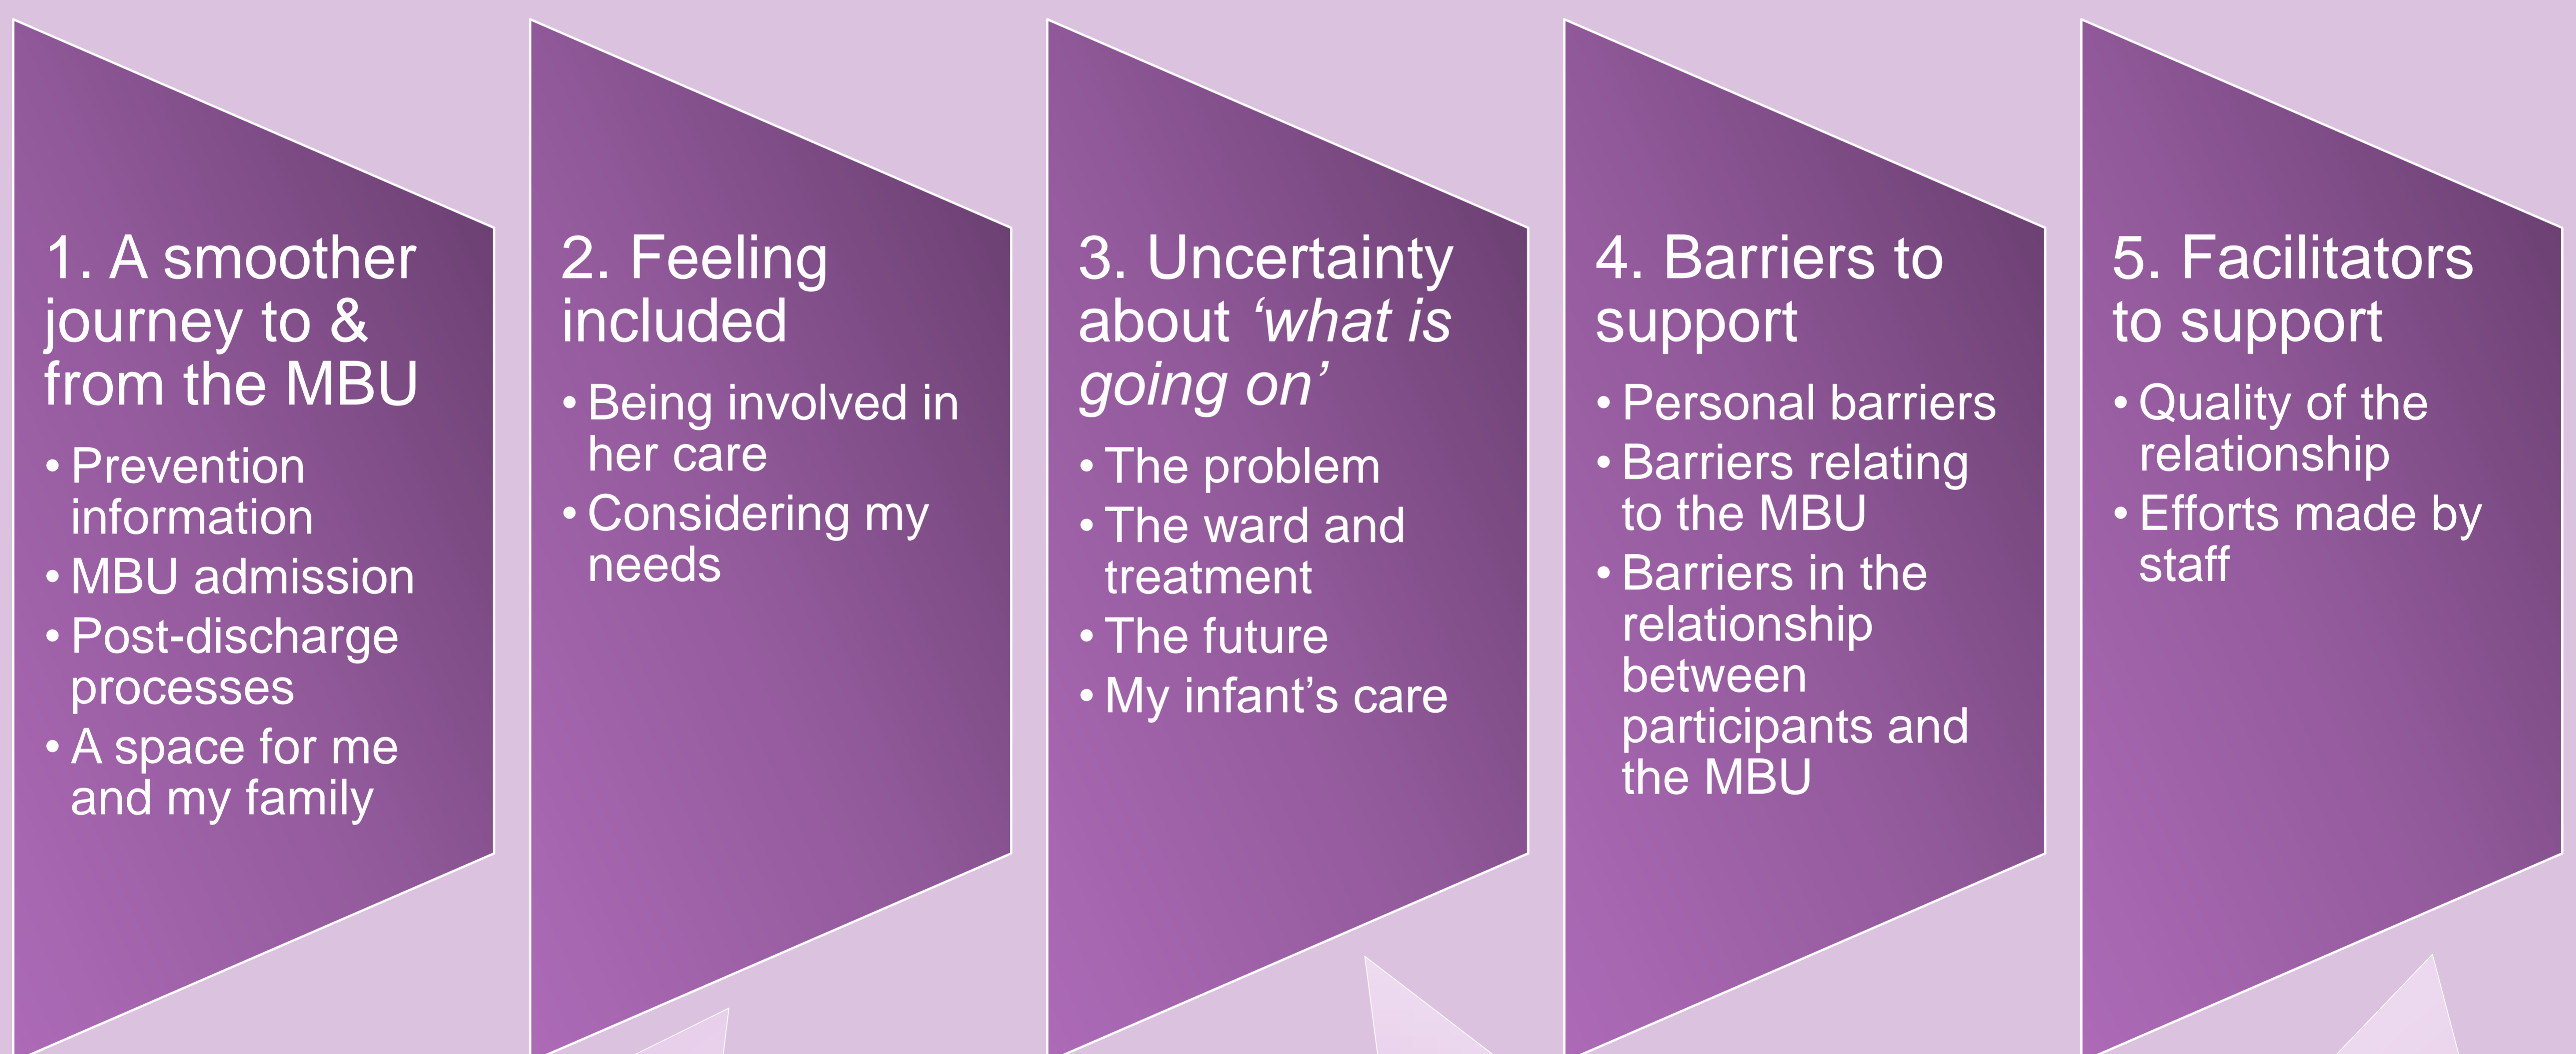 1. A smoother
journey to &
from the MBU
• Prevention
information
• MBU admission
• Post-discharge
processes
• A space for me
and my family
2. Feeling
included
• Being involved in
her care
• Considering my
needs
3. Uncertainty
about ‘what is
going on’
• The problem
• The ward and
treatment
• The future
• My infant’s care
4. Barriers to
support
• Personal barriers
• Barriers relating
to the MBU
• Barriers in the
relationship
between
participants and
the MBU
5. Facilitators
to support
• Quality of the
relationship
• Efforts made by
staff